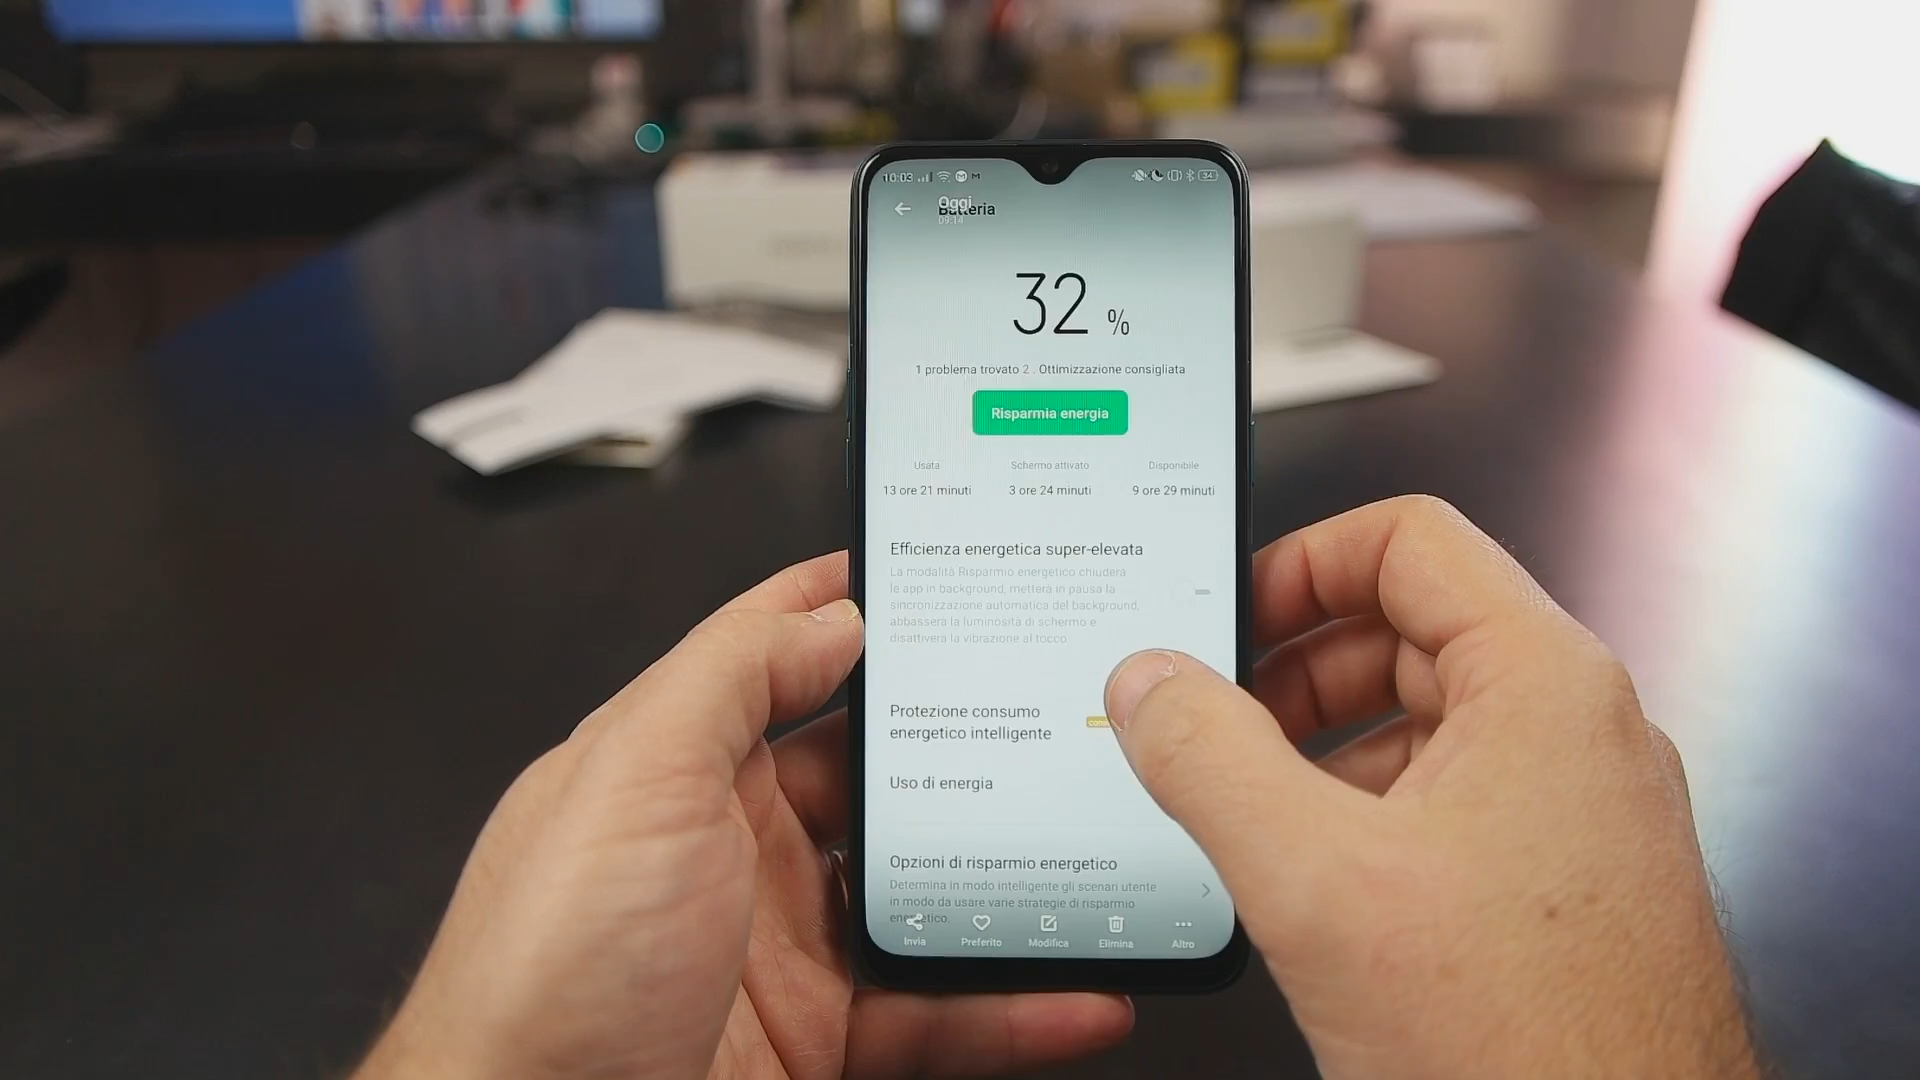 10:03
34
Oggi
Batteria
09:14
32 %
1 problema trovato 2 . Ottimizzazione consigliata
Risparmia energia
Usata
Schermo attivato
Disponibile
13 ore 21 minuti
3 ore 24 minuti
9 ore 29 minuti
Efficienza energetica super-elevata
La modalità Risparmio energetico chiuderà
le app in background, metterà in pausa la
sincronizzazione automatica del background,
abbasserà la luminosità di schermo e
disattiverà la vibrazione al tocco
Protezione consumo
energetico intelligente
Uso di energia
Opzioni di risparmio energetico
Determina in modo intelligente gli scenari utente
in modo da usare varie strategie di risparmio
energetico.
Invia
Preferito
Modifica
Elimina
Altro